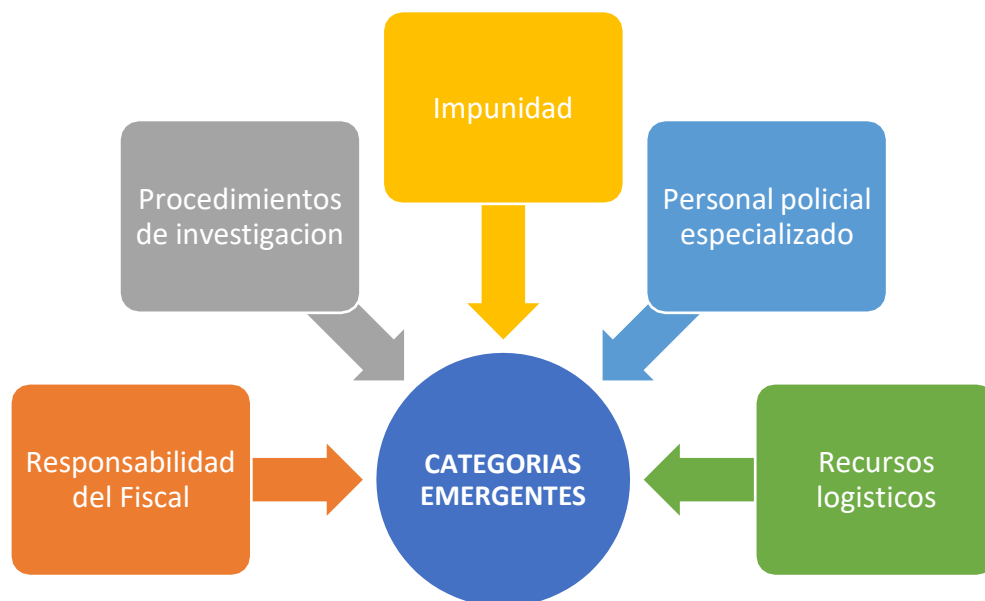 Impunidad
Procedimientos
de investigacion
Personal policial
especializado
Responsabilidad
del Fiscal
CATEGORIAS
EMERGENTES
Recursos
logisticos